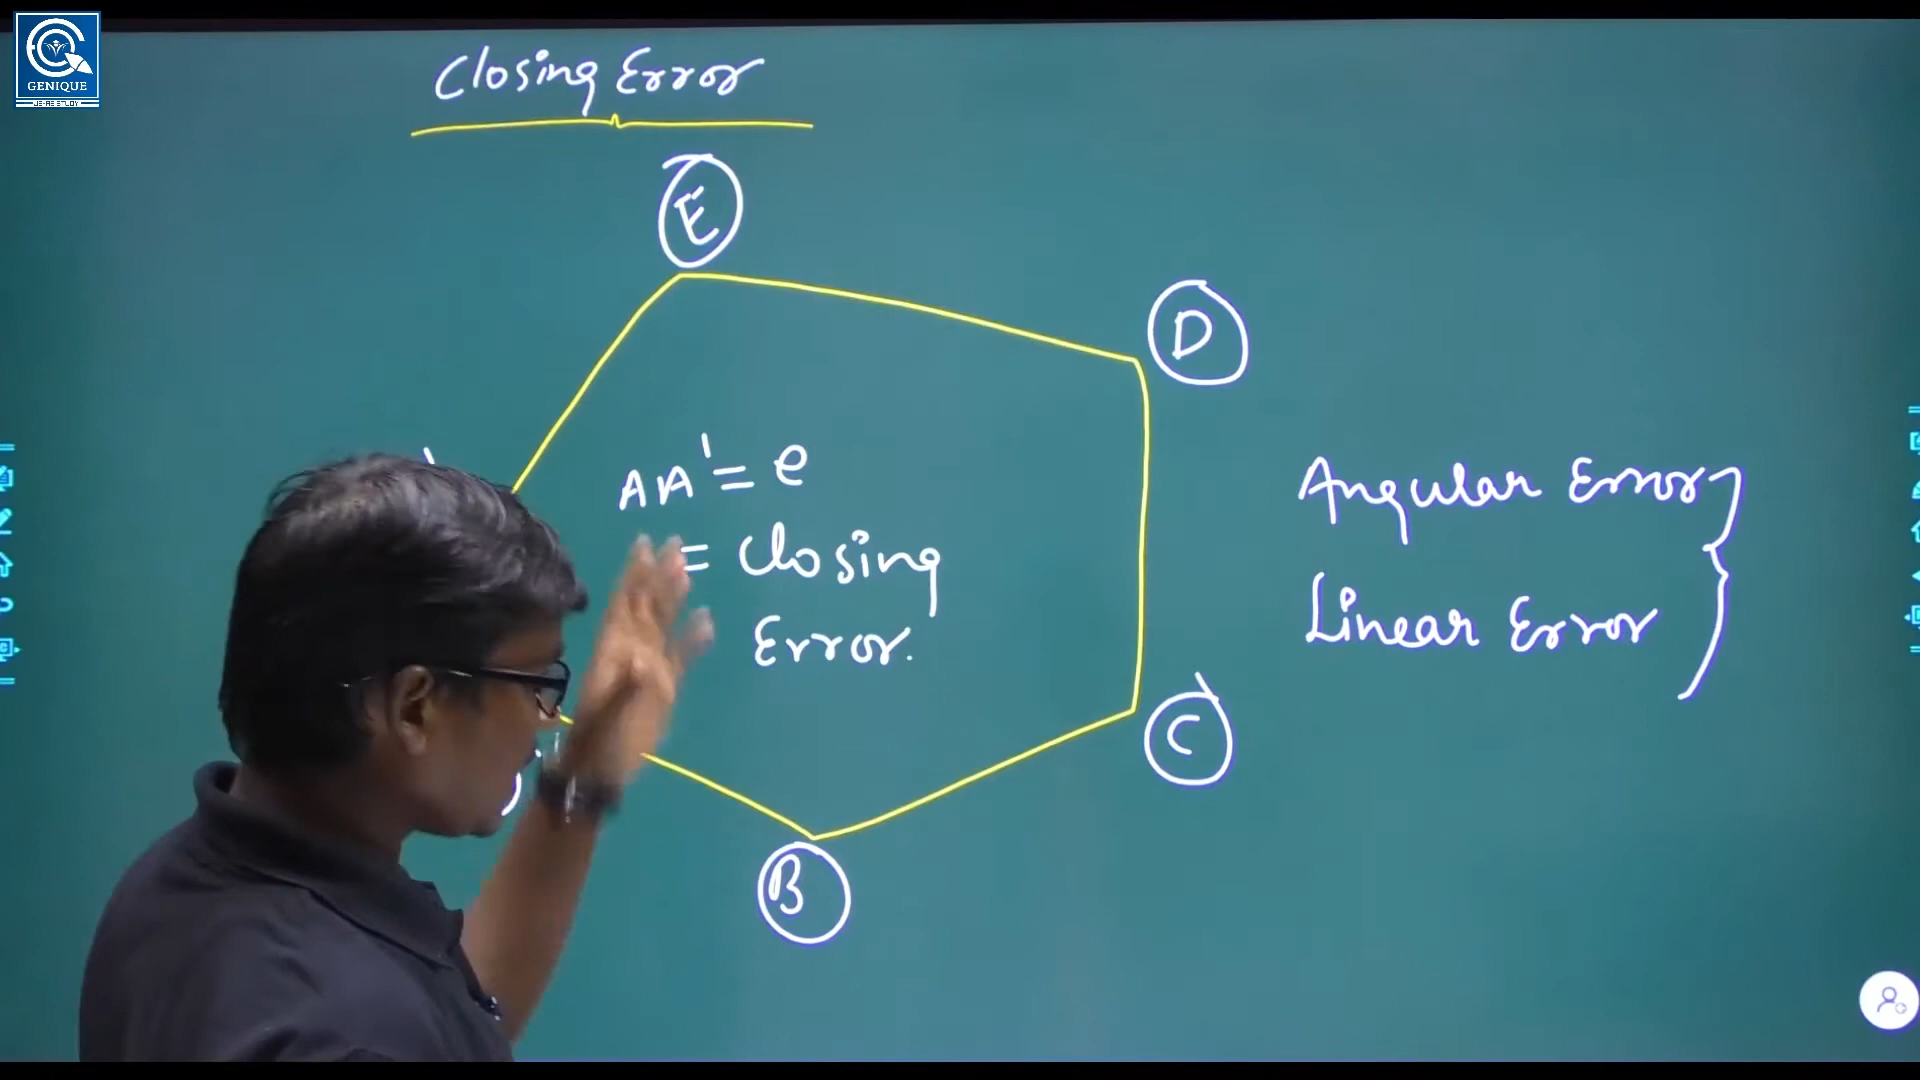 GENIQUE
Closing Error
E
D
AA' = e
= Closing
Error.
Angular Error
Linear Error
C
B